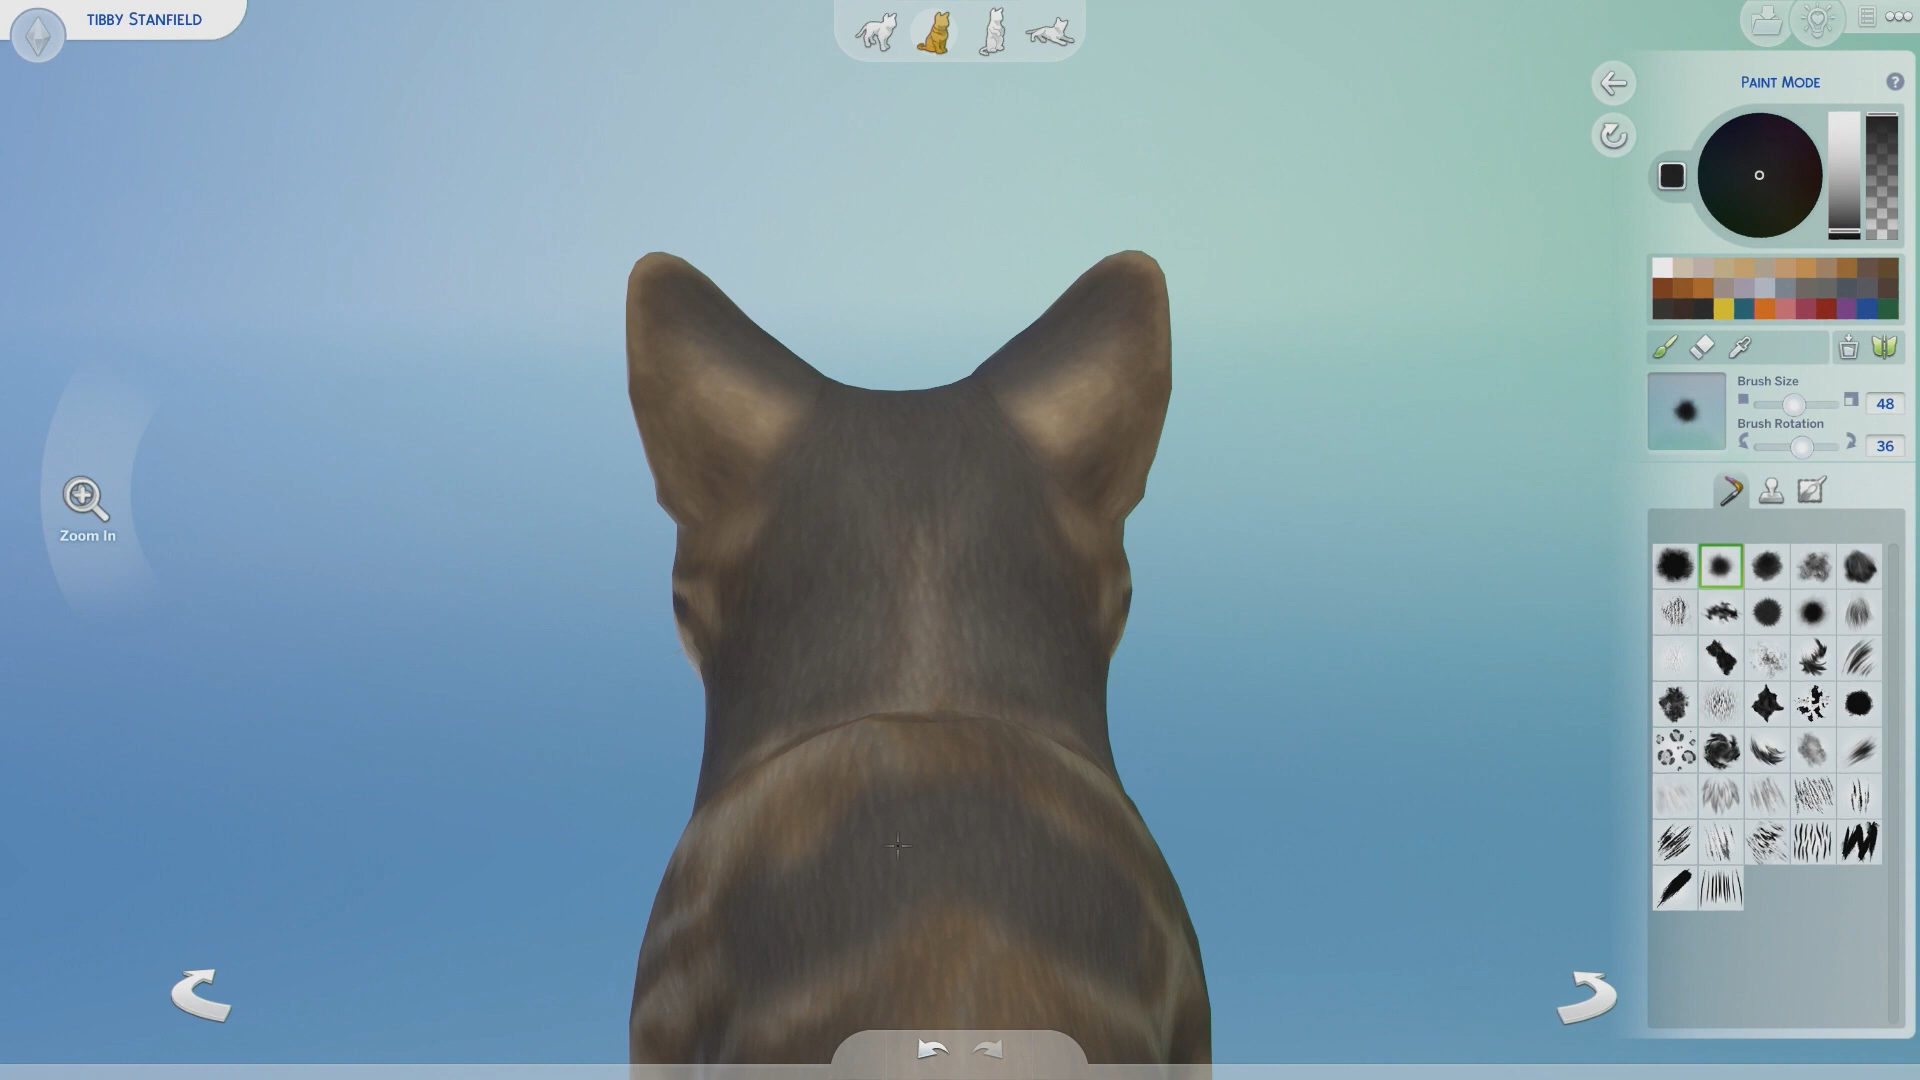 TIBBY STANFIELD
PAINT MODE
?
Brush Size
48
Brush Rotation
36
Zoom In